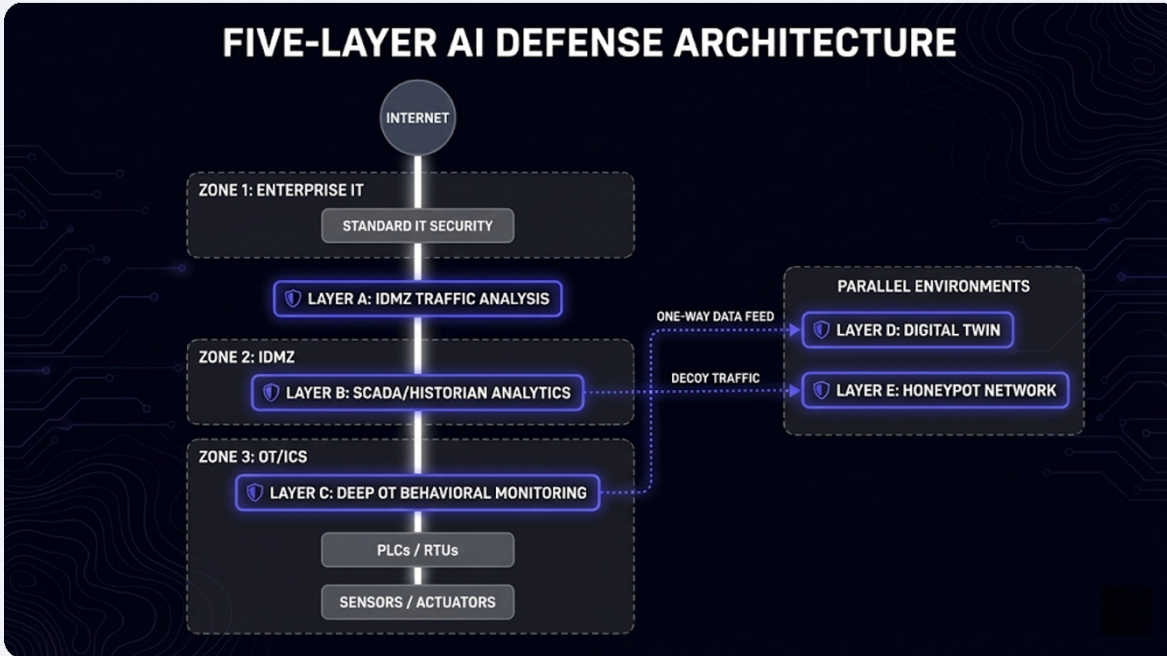 FIVE-LAYER AI DEFENSE ARCHITECTURE
INTERNET
ZONE 1: ENTERPRISE IT
STANDARD IT SECURITY
LAYER A: IDMZ TRAFFIC ANALYSIS
ZONE 2: IDMZ
LAYER B: SCADA/HISTORIAN ANALYTICS
ZONE 3: OT/ICS
LAYER C: DEEP OT BEHAVIORAL MONITORING
PLCs / RTUs
SENSORS / ACTUATORS
ONE-WAY DATA FEED
DECOY TRAFFIC
PARALLEL ENVIRONMENTS
LAYER D: DIGITAL TWIN
LAYER E: HONEYPOT NETWORK